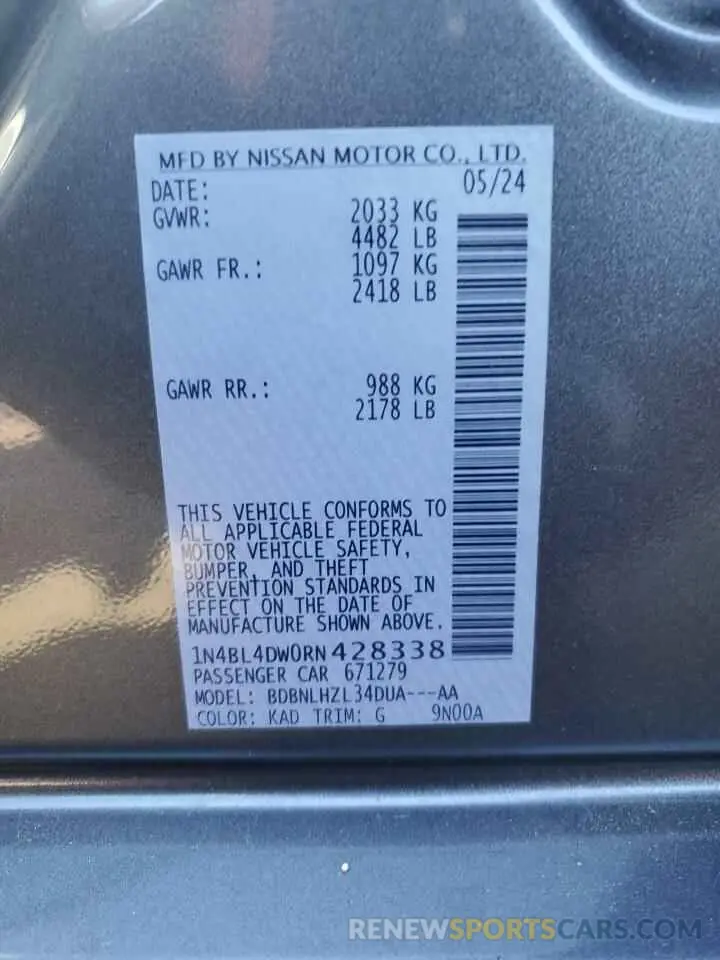 MFD BY NISSAN MOTOR CO., LTD.
DATE: 05/24
GVWR: 2033 KG
4482 LB
GAWR FR.: 1097 KG
2418 LB
GAWR RR.: 988 KG
2178 LB
THIS VEHICLE CONFORMS TO
ALL APPLICABLE FEDERAL
MOTOR VEHICLE SAFETY,
BUMPER, AND THEFT
PREVENTION STANDARDS IN
EFFECT ON THE DATE OF
MANUFACTURE SHOWN ABOVE.
1N4BL4DW0RN428338
PASSENGER CAR 671279
MODEL: BDBNLHZL34DUA---AA
COLOR: KAD TRIM: G 9N00A
RENEWSPORTSCARS.COM